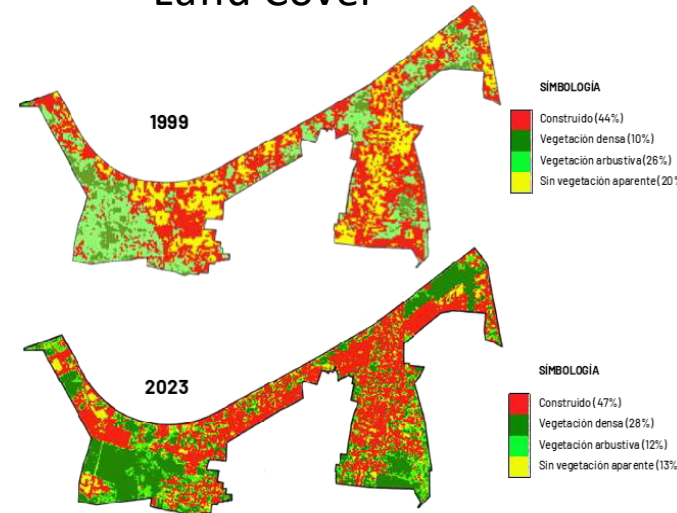 Land Cover
1999
SÍMBOLOGÍA
Construido (44%)
Vegetación densa (10%)
Vegetación arbustiva (26%)
Sin vegetación aparente (20%
2023
SÍMBOLOGÍA
Construido (47%)
Vegetación densa (28%)
Vegetación arbustiva (12%)
Sin vegetación aparente (13%